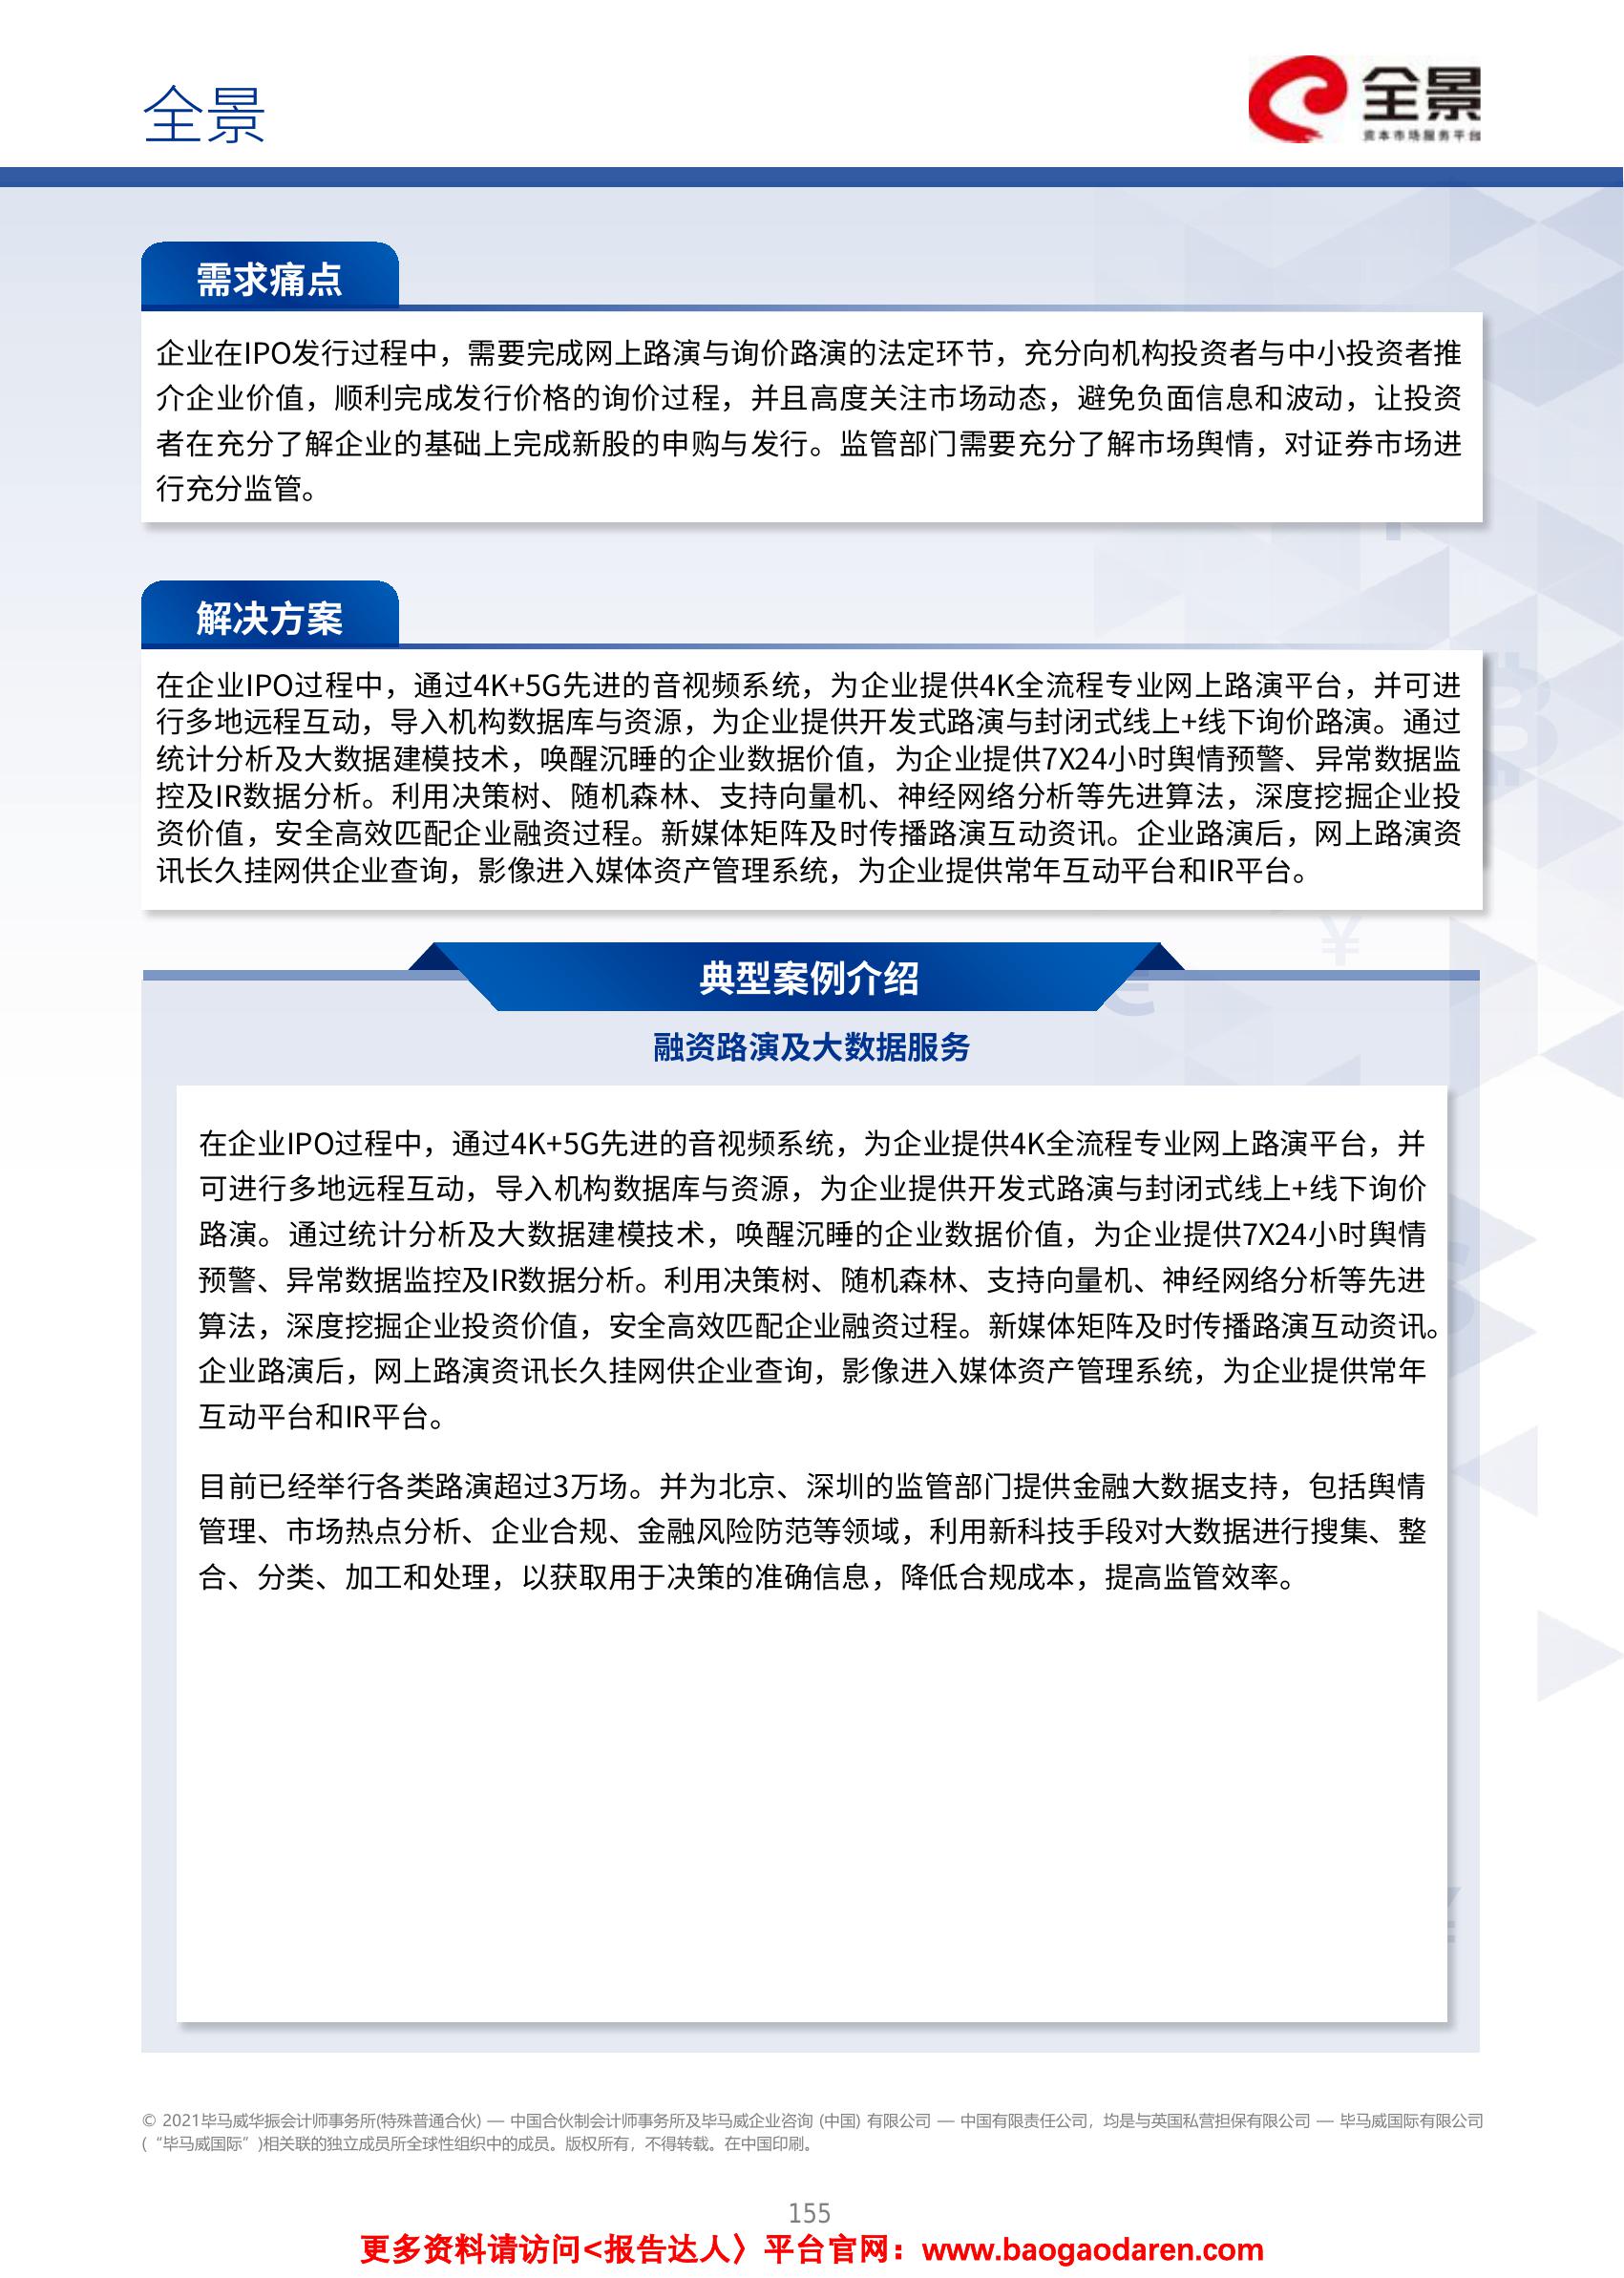 全景
全景
资本市场服务平台
需求痛点
企业在IPO发行过程中，需要完成网上路演与询价路演的法定环节，充分向机构投资者与中小投资者推
介企业价值，顺利完成发行价格的询价过程，并且高度关注市场动态，避免负面信息和波动，让投资
者在充分了解企业的基础上完成新股的申购与发行。监管部门需要充分了解市场舆情，对证券市场进
行充分监管。
解决方案
在企业IPO过程中，通过4K+5G先进的音视频系统，为企业提供4K全流程专业网上路演平台，并可进
行多地远程互动，导入机构数据库与资源，为企业提供开发式路演与封闭式线上+线下询价路演。通过
统计分析及大数据建模技术，唤醒沉睡的企业数据价值，为企业提供7X24小时舆情预警、异常数据监
控及IR数据分析。利用决策树、随机森林、支持向量机、神经网络分析等先进算法，深度挖掘企业投
资价值，安全高效匹配企业融资过程。新媒体矩阵及时传播路演互动资讯。企业路演后，网上路演资
讯长久挂网供企业查询，影像进入媒体资产管理系统，为企业提供常年互动平台和IR平台。
典型案例介绍
融资路演及大数据服务
在企业IPO过程中，通过4K+5G先进的音视频系统，为企业提供4K全流程专业网上路演平台，并
可进行多地远程互动，导入机构数据库与资源，为企业提供开发式路演与封闭式线上+线下询价
路演。通过统计分析及大数据建模技术，唤醒沉睡的企业数据价值，为企业提供7X24小时舆情
预警、异常数据监控及IR数据分析。利用决策树、随机森林、支持向量机、神经网络分析等先进
算法，深度挖掘企业投资价值，安全高效匹配企业融资过程。新媒体矩阵及时传播路演互动资讯。
企业路演后，网上路演资讯长久挂网供企业查询，影像进入媒体资产管理系统，为企业提供常年
互动平台和IR平台。
目前已经举行各类路演超过3万场。并为北京、深圳的监管部门提供金融大数据支持，包括舆情
管理、市场热点分析、企业合规、金融风险防范等领域，利用新科技手段对大数据进行搜集、整
合、分类、加工和处理，以获取用于决策的准确信息，降低合规成本，提高监管效率。
© 2021毕马威华振会计师事务所(特殊普通合伙) — 中国合伙制会计师事务所及毕马威企业咨询 (中国) 有限公司 — 中国有限责任公司，均是与英国私营担保有限公司 — 毕马威国际有限公司
(“毕马威国际”)相关联的独立成员所全球性组织中的成员。版权所有，不得转载。在中国印刷。
155
更多资料请访问<报告达人〉平台官网：www.baogaodaren.com